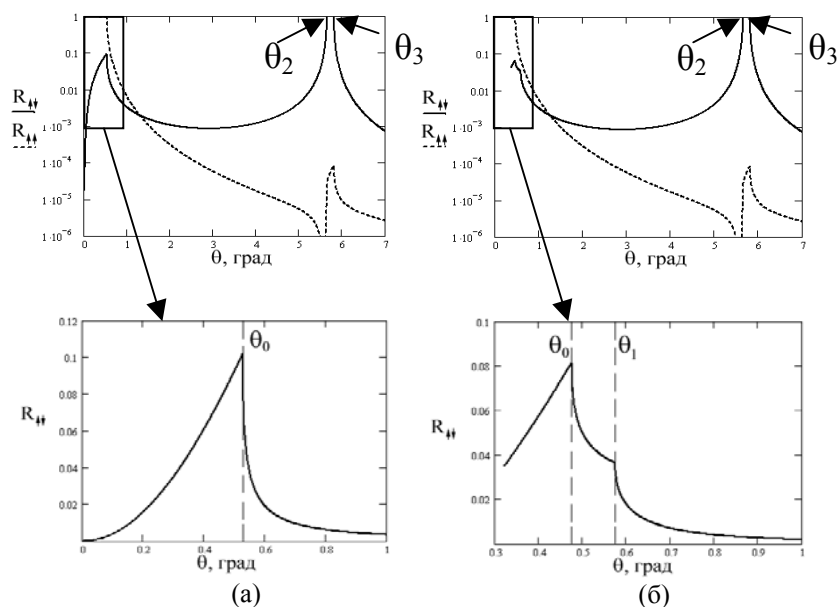 1
0.1
0.01
1·10⁻³
1·10⁻⁴
1·10⁻⁵
1·10⁻⁶
R↑↓
R↑↑
θ₂
θ₃
0 1 2 3 4 5 6 7
θ, град
1
0.1
0.01
1·10⁻³
1·10⁻⁴
1·10⁻⁵
1·10⁻⁶
R↑↓
R↑↑
θ₂
θ₃
0 1 2 3 4 5 6 7
θ, град
0.12
0.1
0.08
0.06
0.04
0.02
R↑↓
θ₀
0 0.2 0.4 0.6 0.8 1
θ, град
(а)
0.1
0.08
0.06
0.04
0.02
R↑↓
θ₀
θ₁
0.3 0.4 0.5 0.6 0.7 0.8 0.9 1
θ, град
(б)